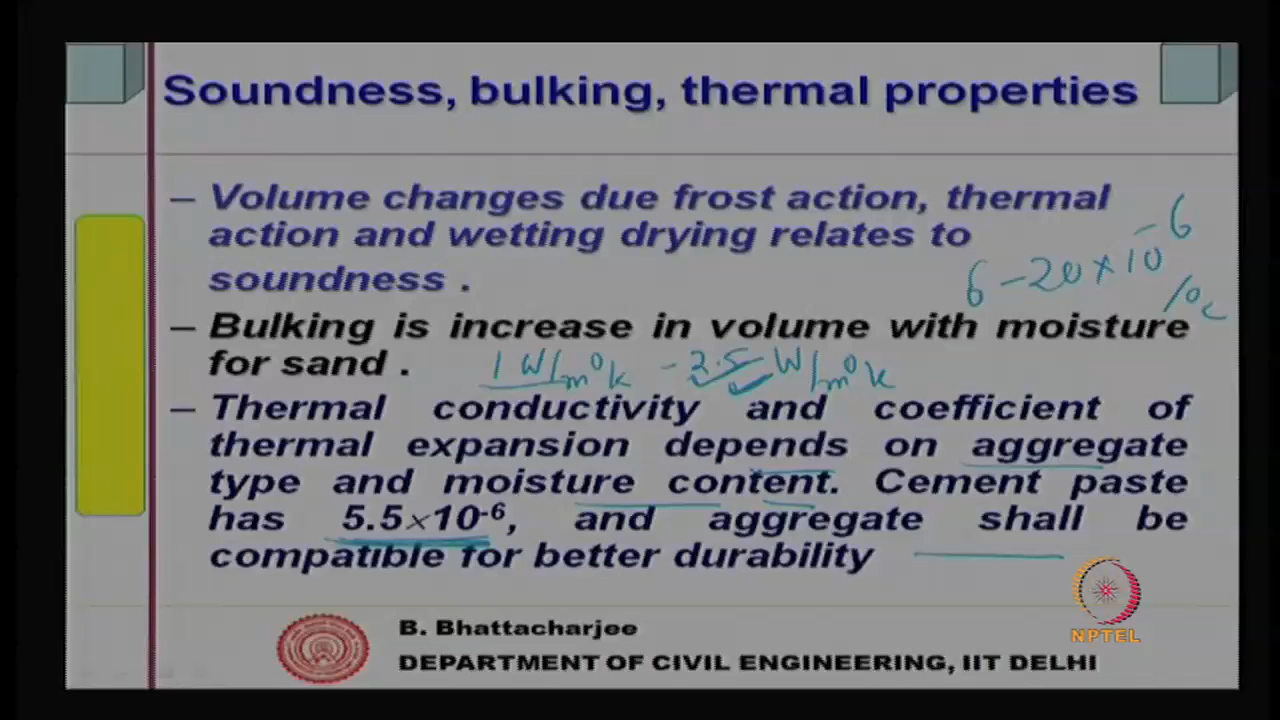 Soundness, bulking, thermal properties
– Volume changes due frost action, thermal
action and wetting drying relates to
soundness .
6 – 20 × 10⁻⁶
/°c
– Bulking is increase in volume with moisture
for sand .
1 W/m°k – 2.5 W/m°k
– Thermal conductivity and coefficient of
thermal expansion depends on aggregate
type and moisture content. Cement paste
has 5.5×10⁻⁶, and aggregate shall be
compatible for better durability
NPTEL
B. Bhattacharjee
DEPARTMENT OF CIVIL ENGINEERING, IIT DELHI